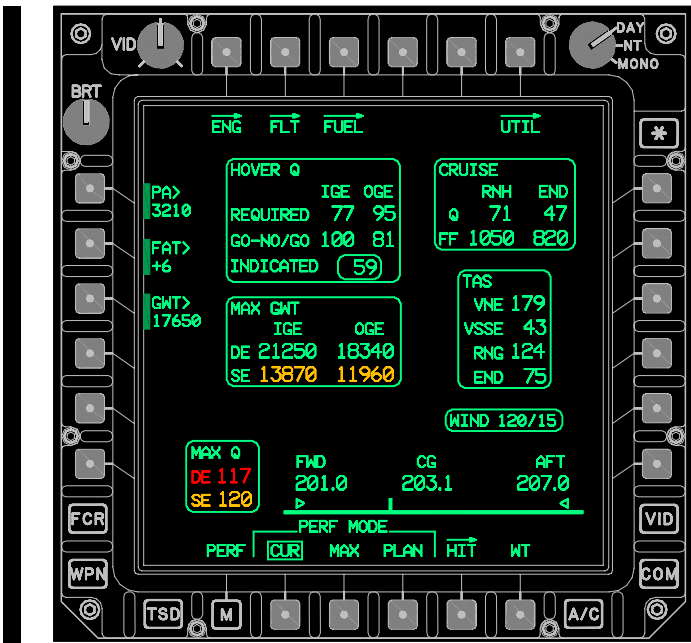 VID
DAY
NT
MONO
BRT
ENG FLT FUEL UTIL
*
PA>
3210
FAT>
+6
GWT>
17650
HOVER Q
IGE OGE
REQUIRED 77 95
GO-NO/GO 100 81
INDICATED 59
CRUISE
RNH END
Q 71 47
FF 1050 820
MAX GWT
IGE OGE
DE 21250 18340
SE 13870 11960
TAS
VNE 179
VSSE 43
RNG 124
END 75
WIND 120/15
MAX Q
DE 117
SE 120
FWD CG AFT
201.0 203.1 207.0
PERF MODE
PERF CUR MAX PLAN HIT WT
FCR
WPN
VID
COM
TSD M A/C